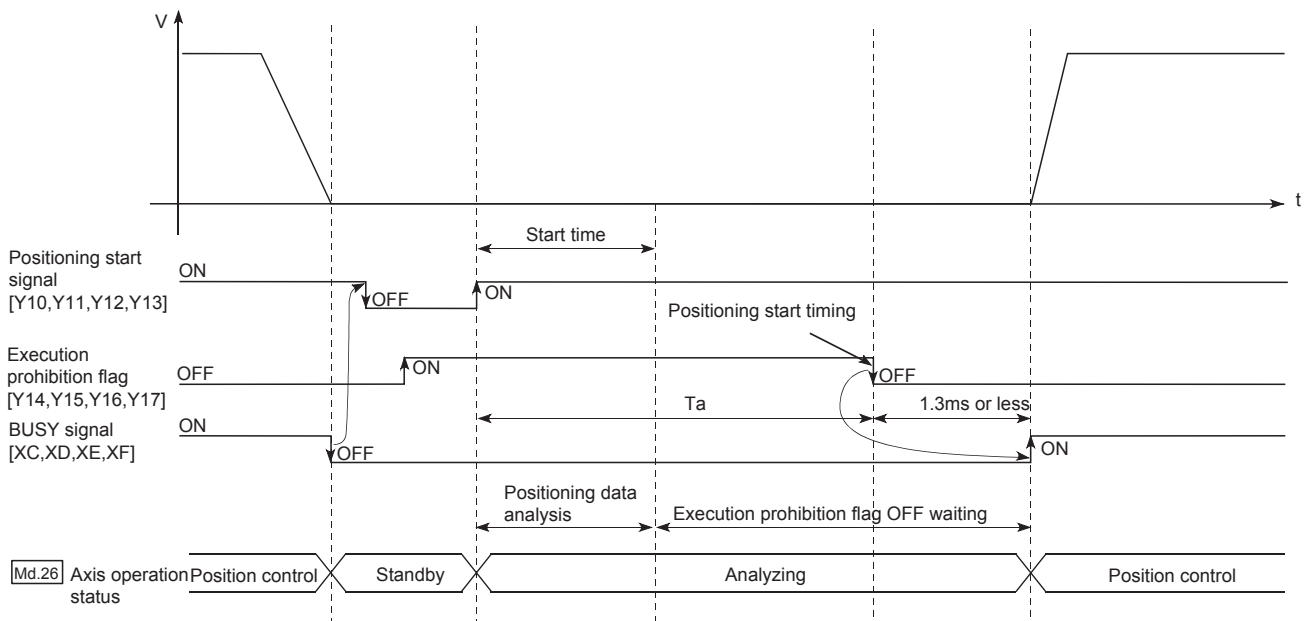 V
t
Start time
Positioning start
signal
[Y10,Y11,Y12,Y13]
ON
OFF
ON
Positioning start timing
Execution
prohibition flag
[Y14,Y15,Y16,Y17]
OFF
ON
OFF
Ta
1.3ms or less
BUSY signal
[XC,XD,XE,XF]
ON
OFF
ON
Positioning data
analysis
Execution prohibition flag OFF waiting
Md.26 Axis operation
status
Position control
Standby
Analyzing
Position control